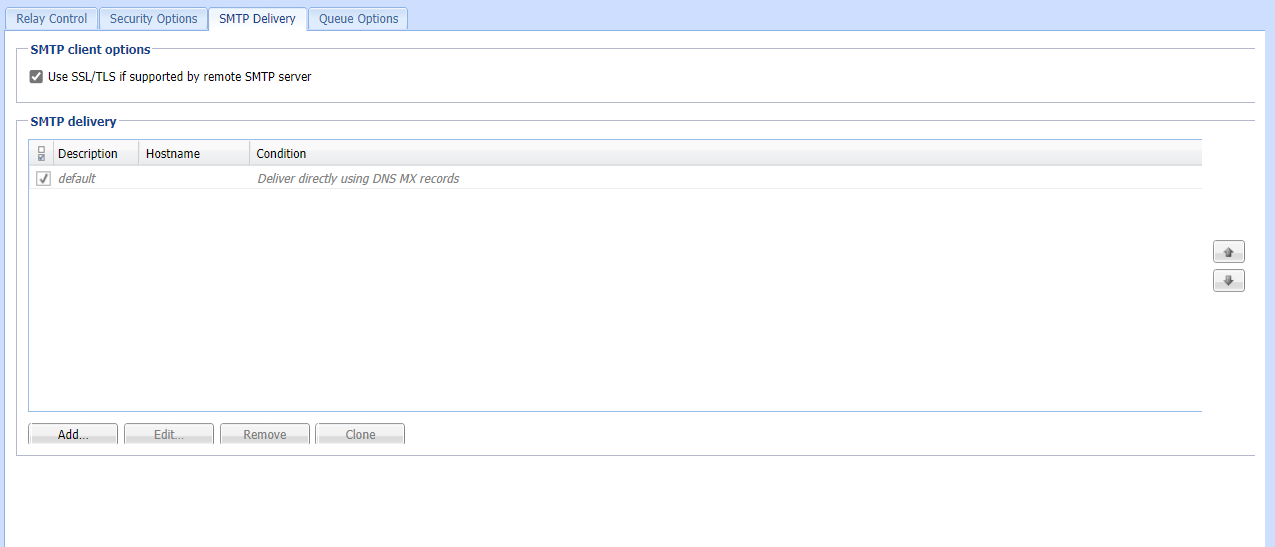 Relay Control Security Options SMTP Delivery Queue Options
SMTP client options
Use SSL/TLS if supported by remote SMTP server
SMTP delivery
Description Hostname Condition
default Deliver directly using DNS MX records
Add... Edit... Remove Clone